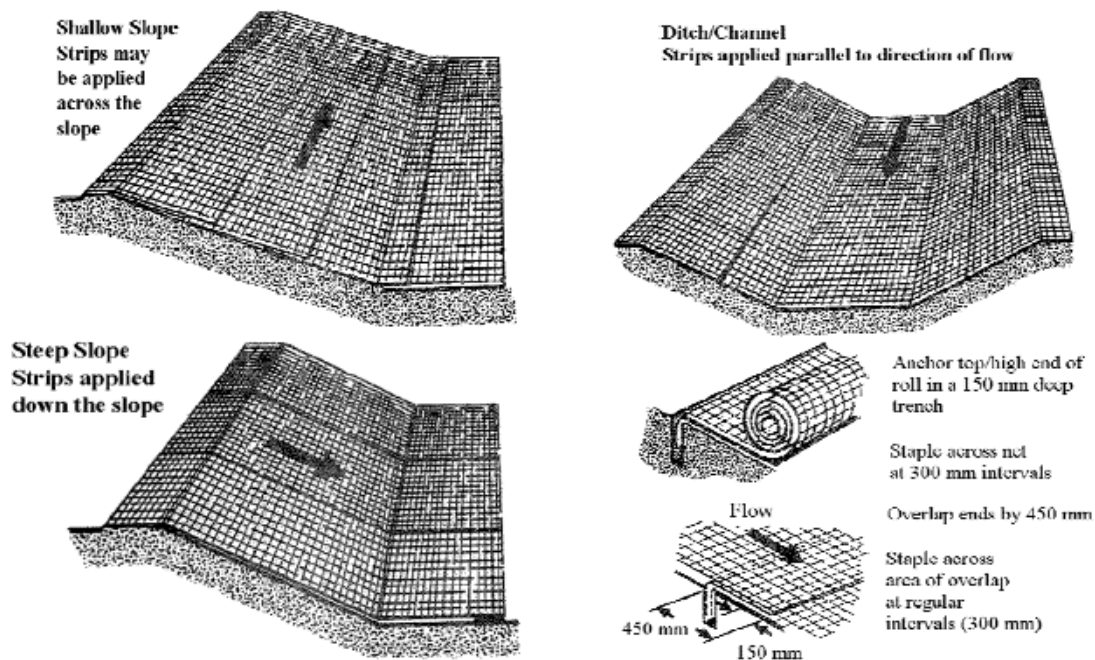 Shallow Slope
Strips may
be applied
across the
slope
Ditch/Channel
Strips applied parallel to direction of flow
Steep Slope
Strips applied
down the slope
Anchor top/high end of
roll in a 150 mm deep
trench
Staple across net
at 300 mm intervals
Overlap ends by 450 mm
Flow
Staple across
area of overlap
at regular
intervals (300 mm)
450 mm
150 mm